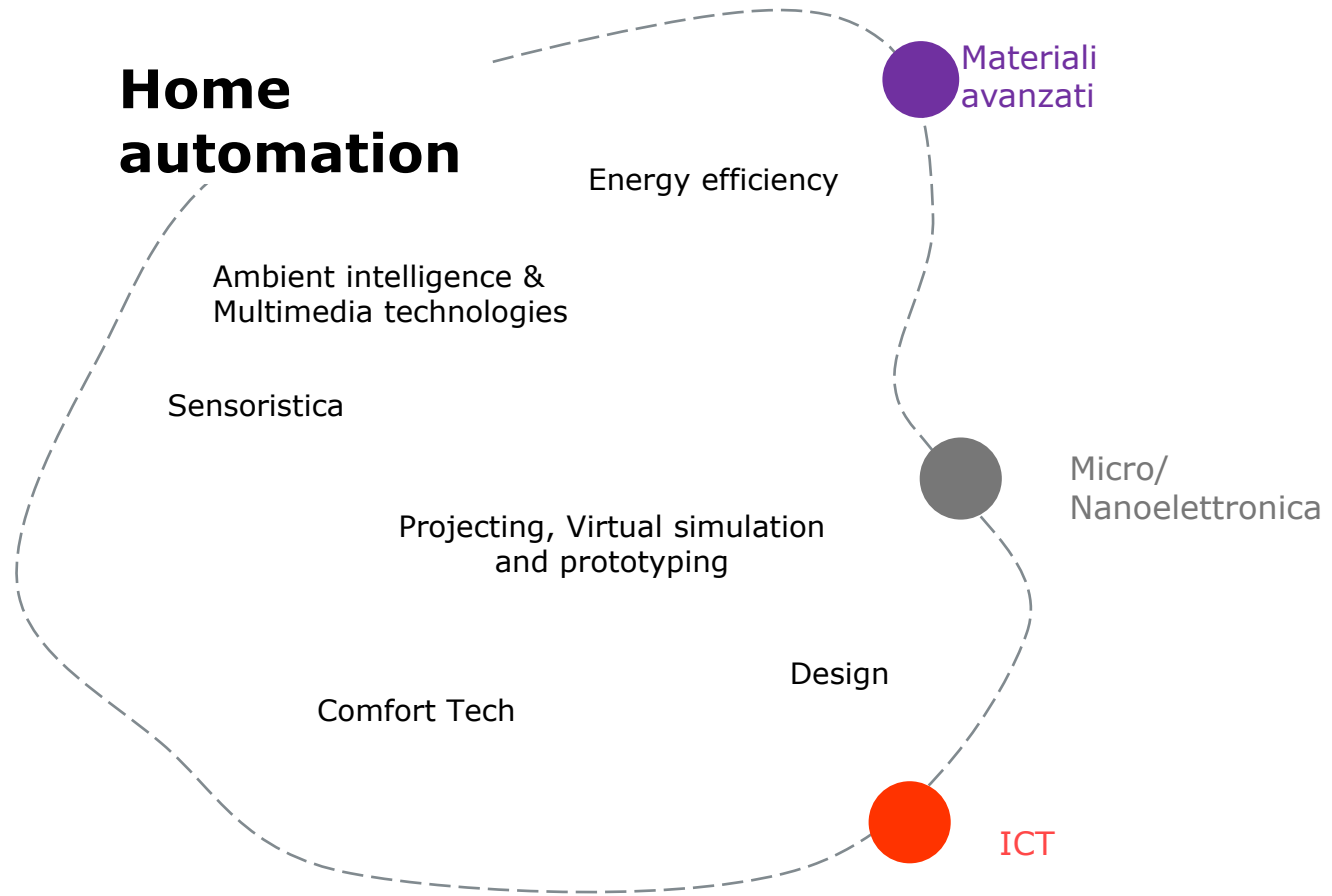 Home
automation
Materiali
avanzati
Energy efficiency
Ambient intelligence &
Multimedia technologies
Sensoristica
Micro/
Nanoelettronica
Projecting, Virtual simulation
and prototyping
Design
Comfort Tech
ICT